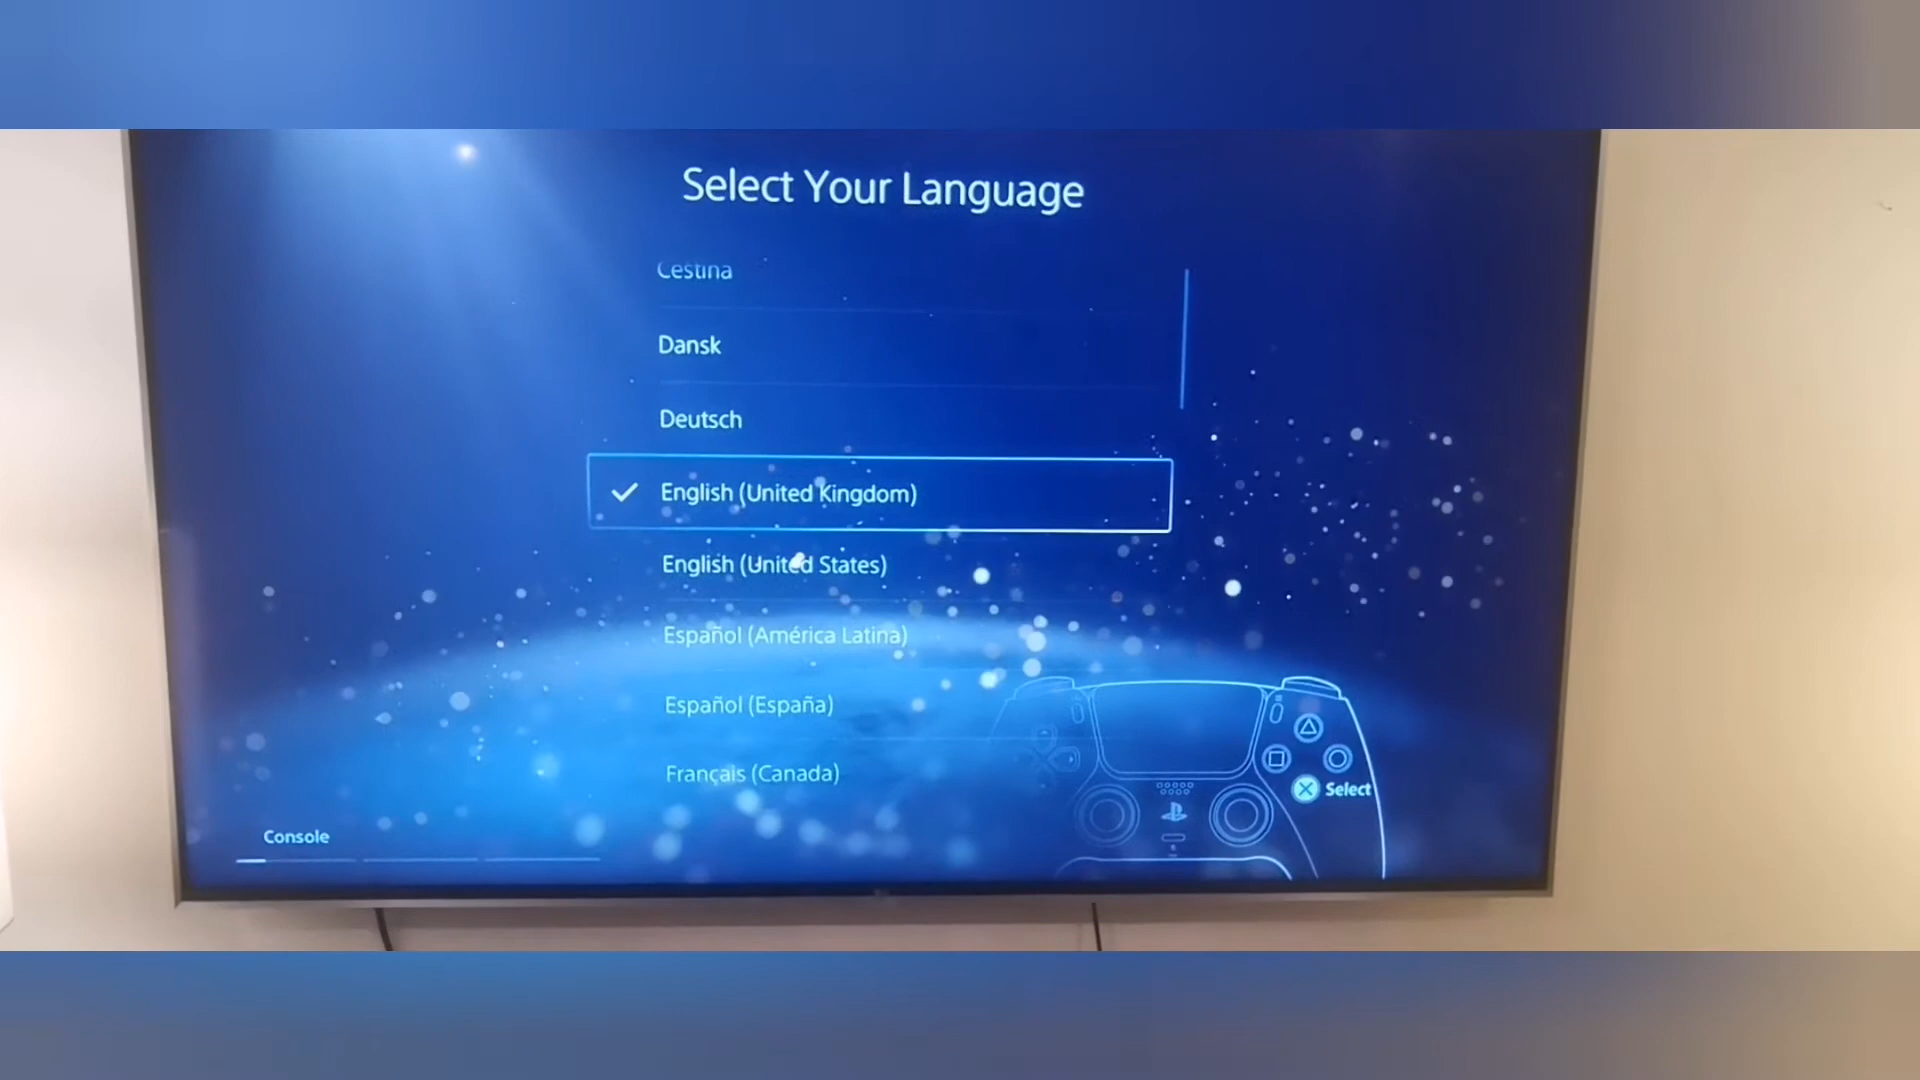 Select Your Language
Čestina
Dansk
Deutsch
English (United Kingdom)
English (United States)
Español (América Latina)
Español (España)
Français (Canada)
Select
Console